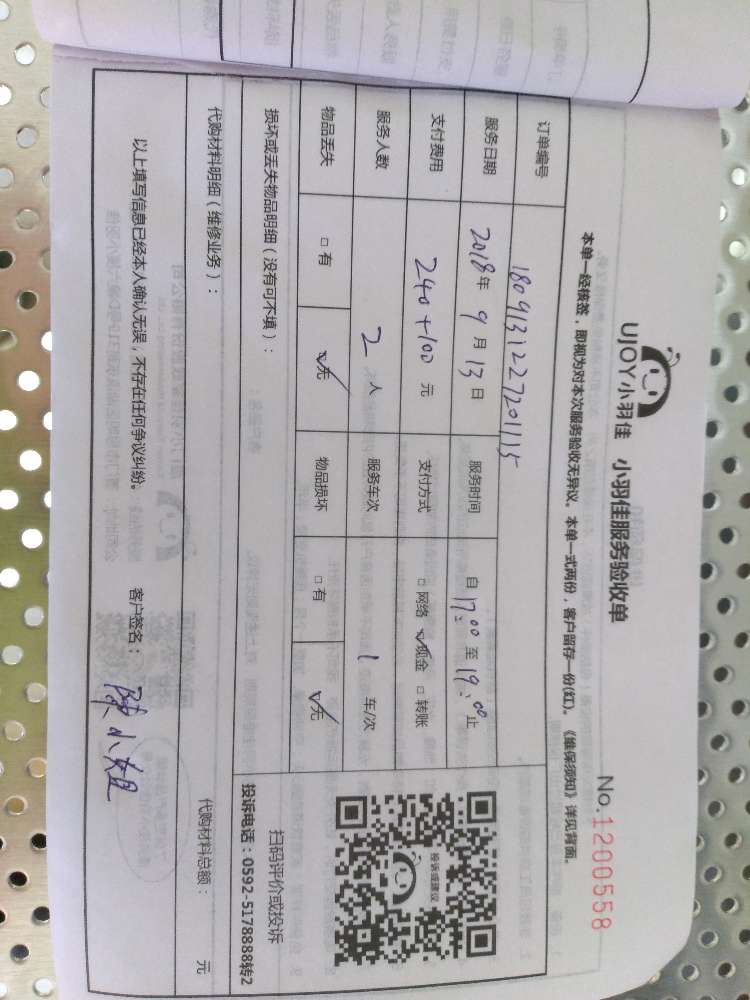 UJOY小羽佳 小羽佳服务验收单
No.1200558
本单一经核签，即视为对本次服务验收无异议。本单一式两份，客户留存一份(红)。《维保须知》详见背面。
订单编号 1809131227201115
服务日期 2018年 9 月 13 日 服务时间 自 17:00 至 19:00 止
支付费用 240+100 元 支付方式 □ 网络 ☑ 现金 □ 转账
服务人数 2 人 服务车次 1 车/次
物品丢失 □ 有 ☑ 无 物品损坏 □ 有 ☑ 无
损坏或丢失物品明细（没有可不填）：
投诉或建议
扫码评价或投诉
投诉电话：0592-5178888转2
代购材料明细（维修业务）： 代购材料总额： 元
以上填写信息已经本人确认无误，不存在任何争议纠纷。 客户签名： 陈小姐